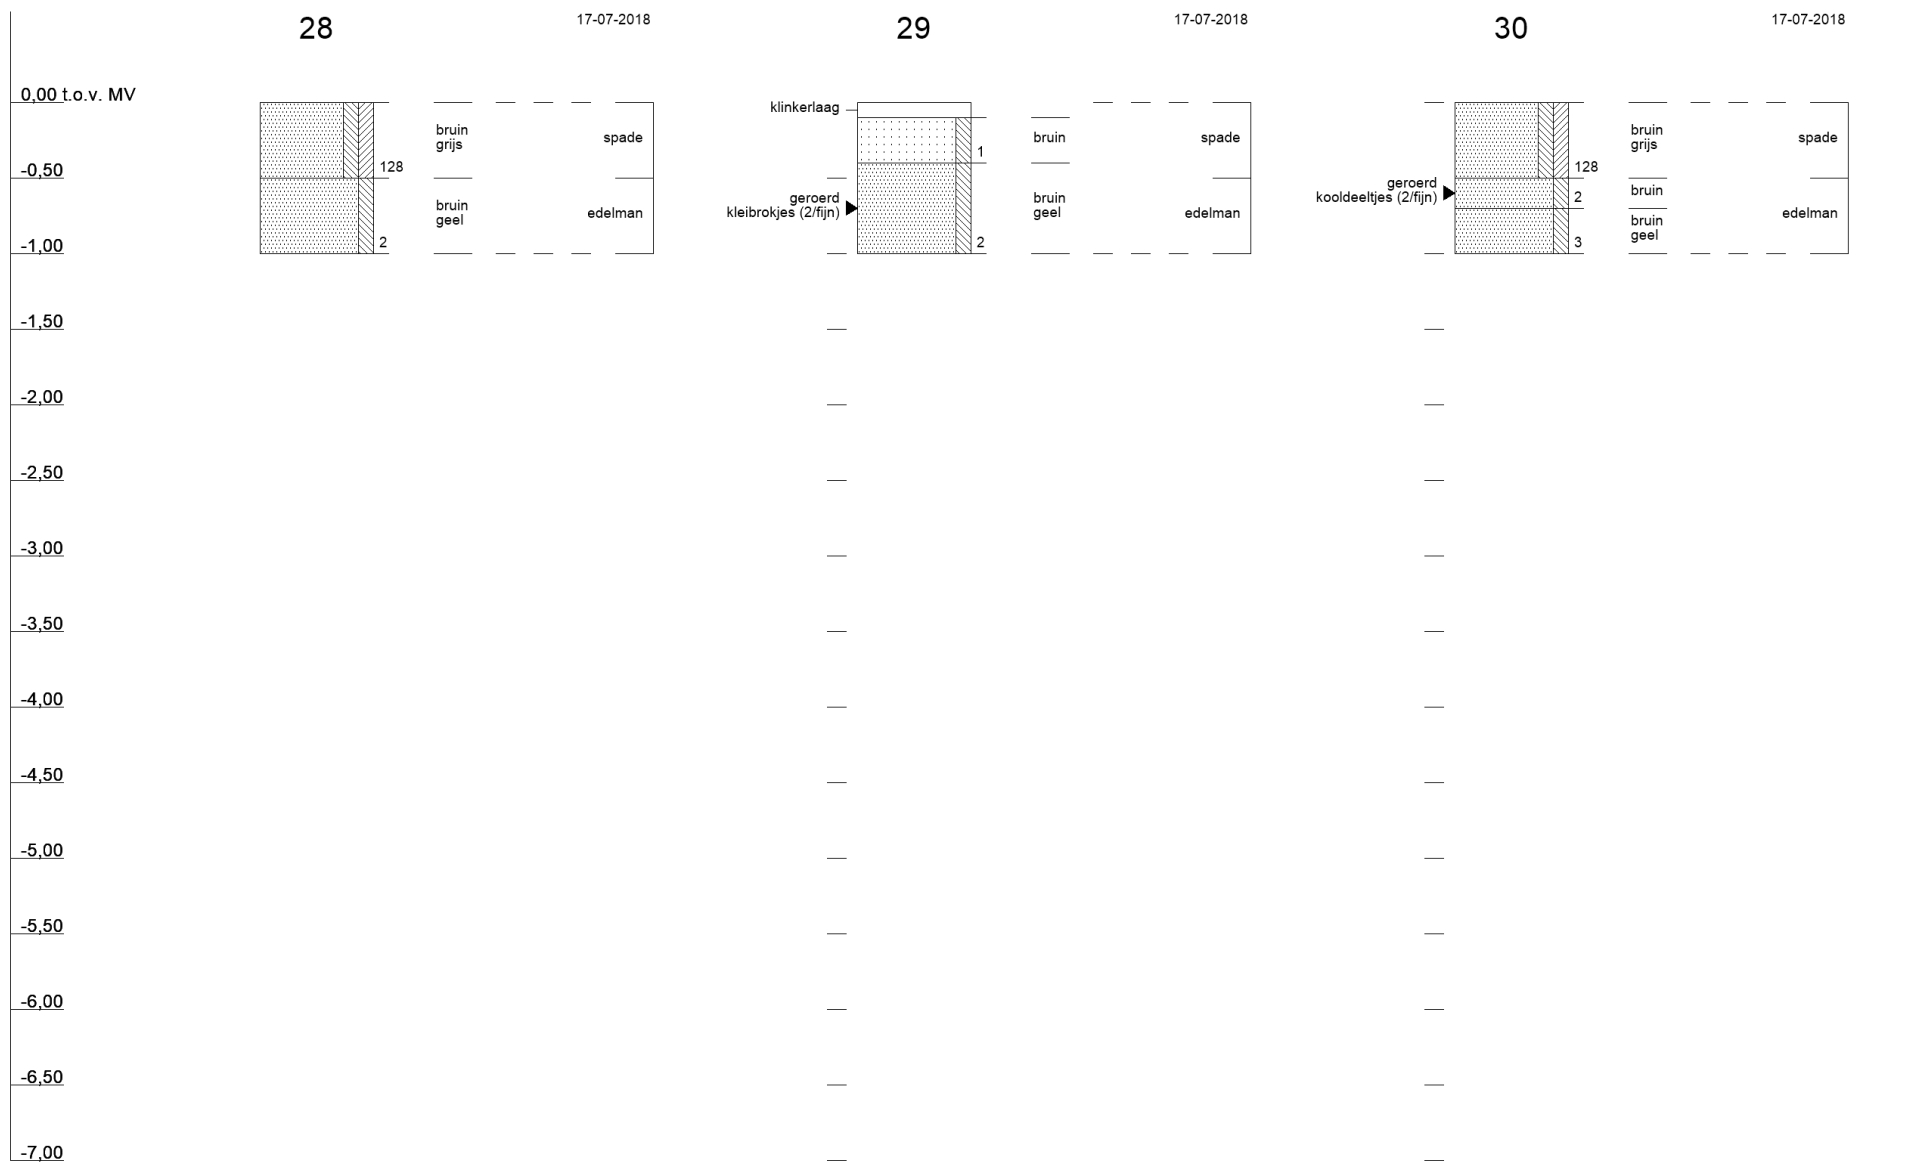 28
17-07-2018
29
17-07-2018
30
17-07-2018
0,00 t.o.v. MV
-0,50
-1,00
-1,50
-2,00
-2,50
-3,00
-3,50
-4,00
-4,50
-5,00
-5,50
-6,00
-6,50
-7,00
bruin
grijs
spade
128
bruin
geel
edelman
2
klinkerlaag
bruin
spade
1
geroerd
kleibrokjes (2/fijn)
bruin
geel
edelman
2
bruin
grijs
spade
128
geroerd
kooldeeltjes (2/fijn)
bruin
2
bruin
geel
edelman
3